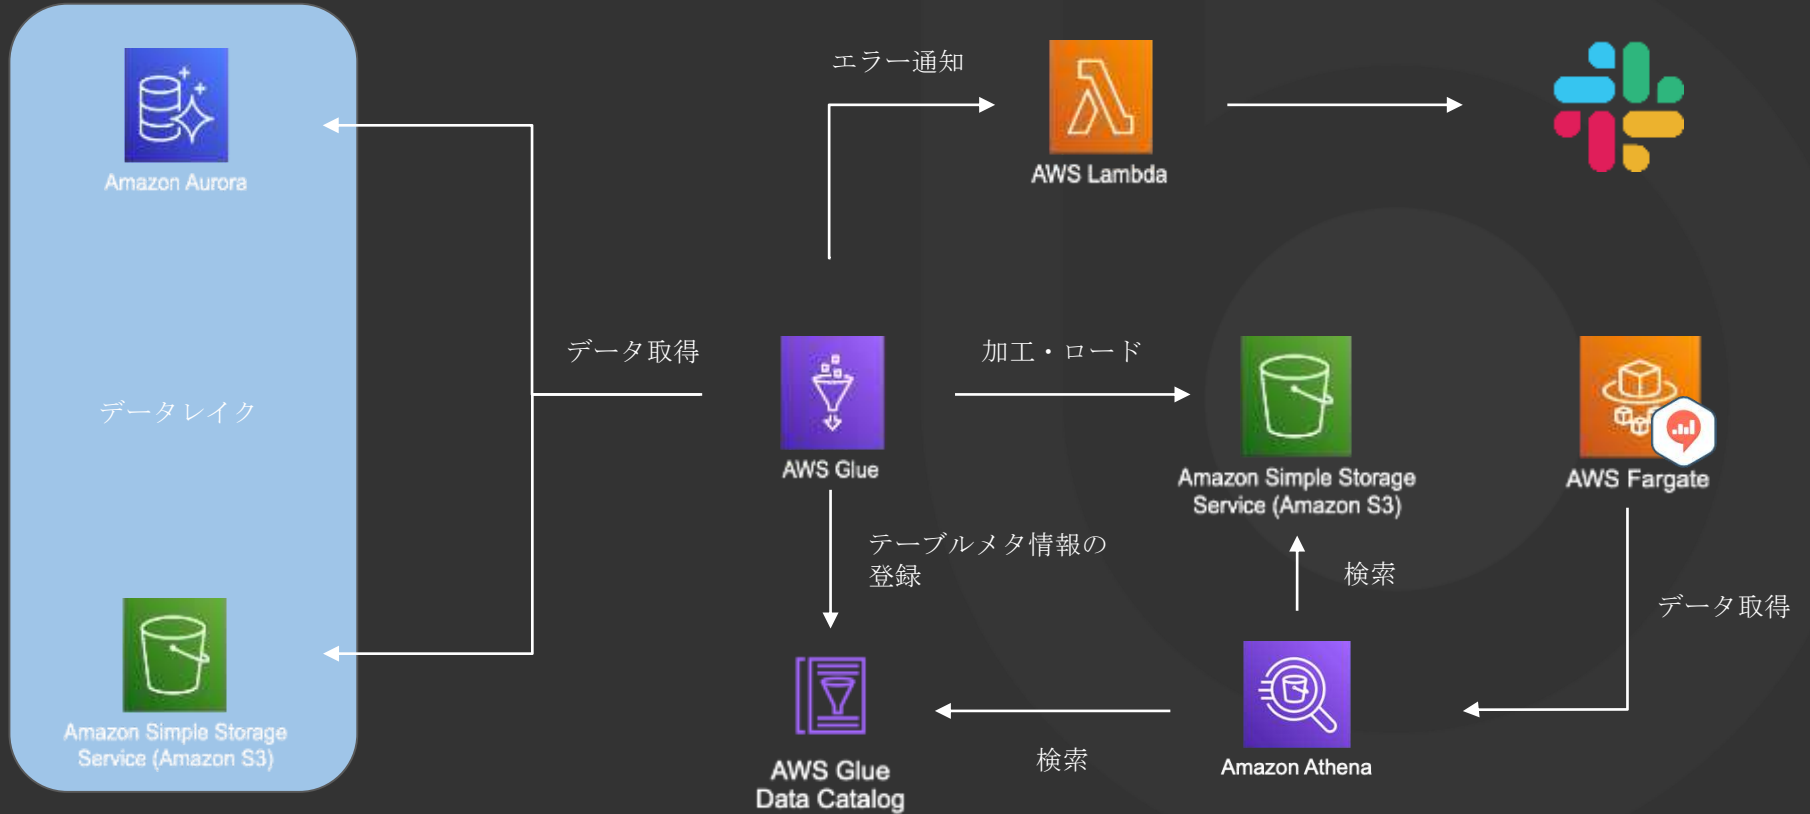 エラー通知
AWS Lambda
Amazon Aurora
データ取得
加工・ロード
データレイク
AWS Glue
Amazon Simple Storage
Service (Amazon S3)
AWS Fargate
テーブルメタ情報の
登録
検索
データ取得
Amazon Simple Storage
Service (Amazon S3)
検索
Amazon Athena
AWS Glue
Data Catalog